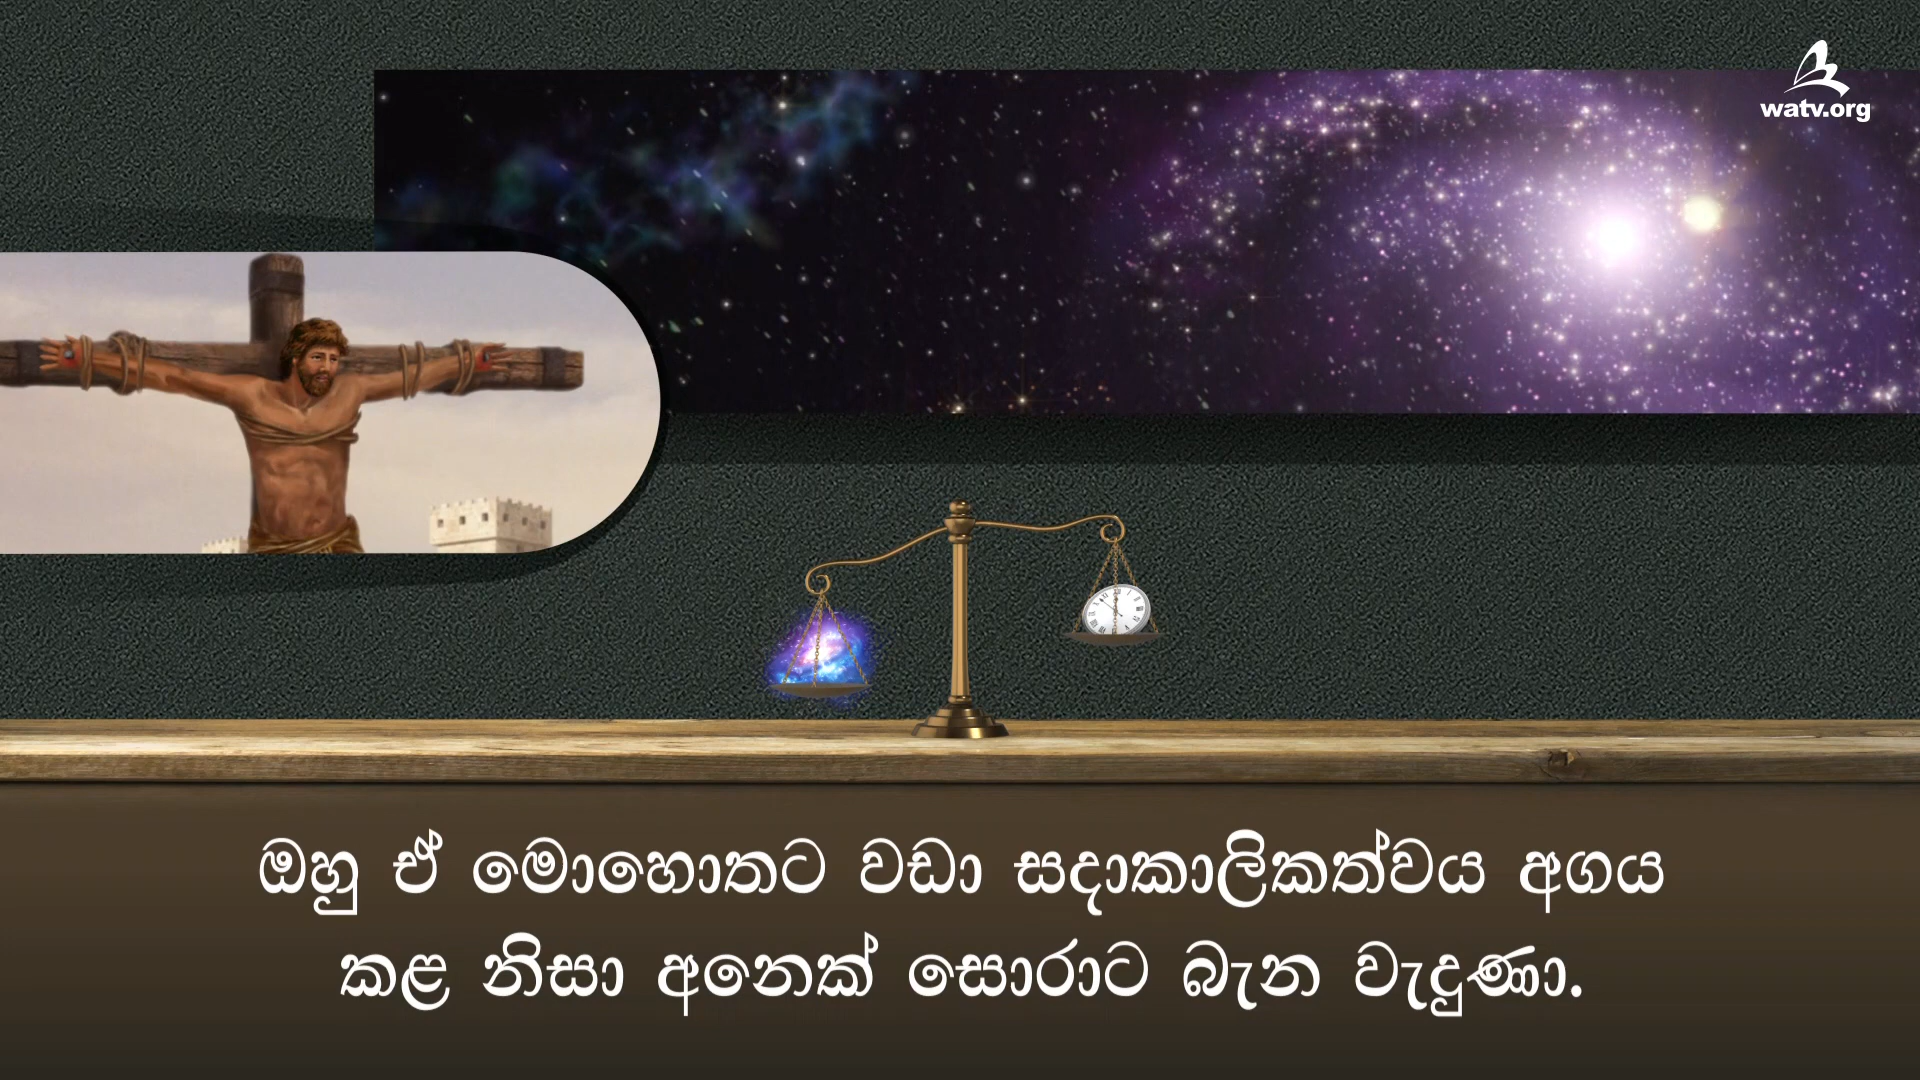 watv.org
ඔහු ඒ මොහොතට වඩා සදාකාලිකත්වය අගය
කළ නිසා අනෙක් සොරාට බැන වැදුණා.